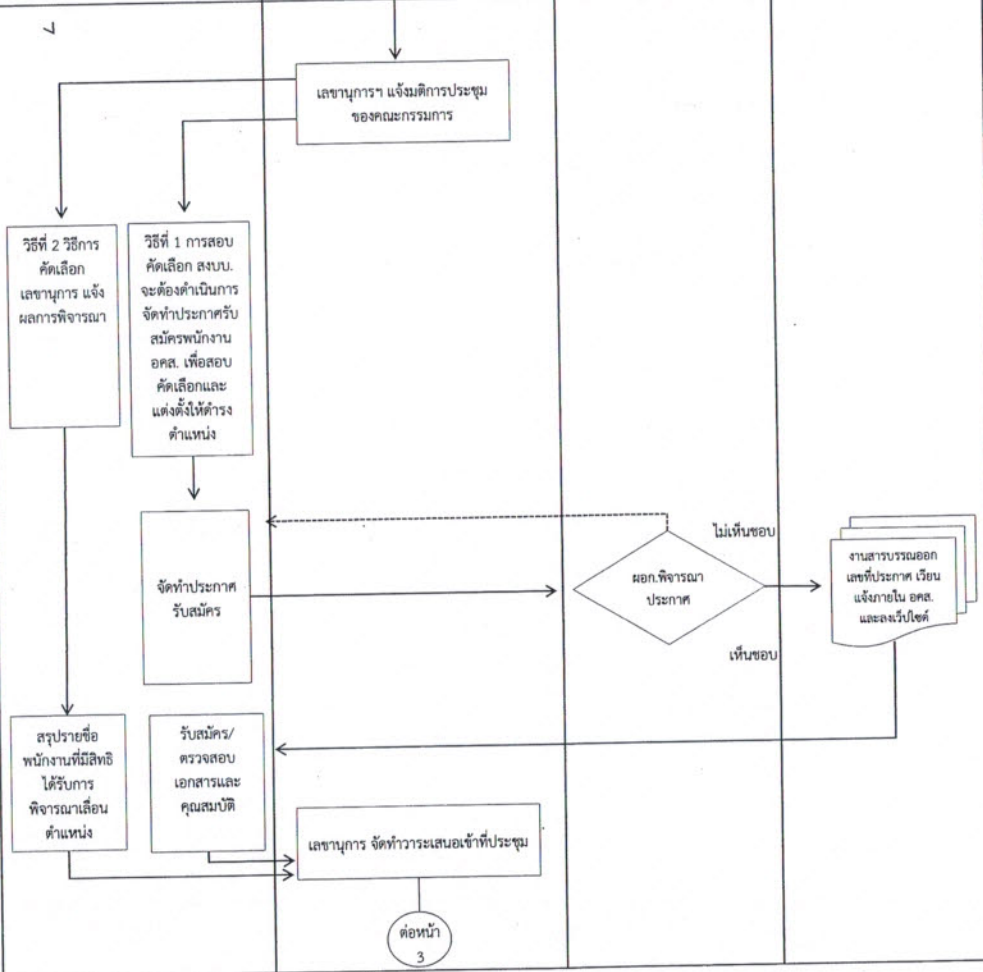 เลขานุการฯ แจ้งมติการประชุม
ของคณะกรรมการ
วิธีที่ 2 วิธีการ
คัดเลือก
เลขานุการ แจ้ง
ผลการพิจารณา
วิธีที่ 1 การสอบ
คัดเลือก สงบบ.
จะต้องดำเนินการ
จัดทำประกาศรับ
สมัครพนักงาน
อคส. เพื่อสอบ
คัดเลือกและ
แต่งตั้งให้ดำรง
ตำแหน่ง
จัดทำประกาศ
รับสมัคร
ผอก.พิจารณา
ประกาศ
ไม่เห็นชอบ
เห็นชอบ
งานสารบรรณออก
เลขที่ประกาศ เวียน
แจ้งภายใน อคส.
และลงเว็ปไซต์
สรุปรายชื่อ
พนักงานที่มีสิทธิ
ได้รับการ
พิจารณาเลื่อน
ตำแหน่ง
รับสมัคร/
ตรวจสอบ
เอกสารและ
คุณสมบัติ
เลขานุการ จัดทำวาระเสนอเข้าที่ประชุม
ต่อหน้า
3